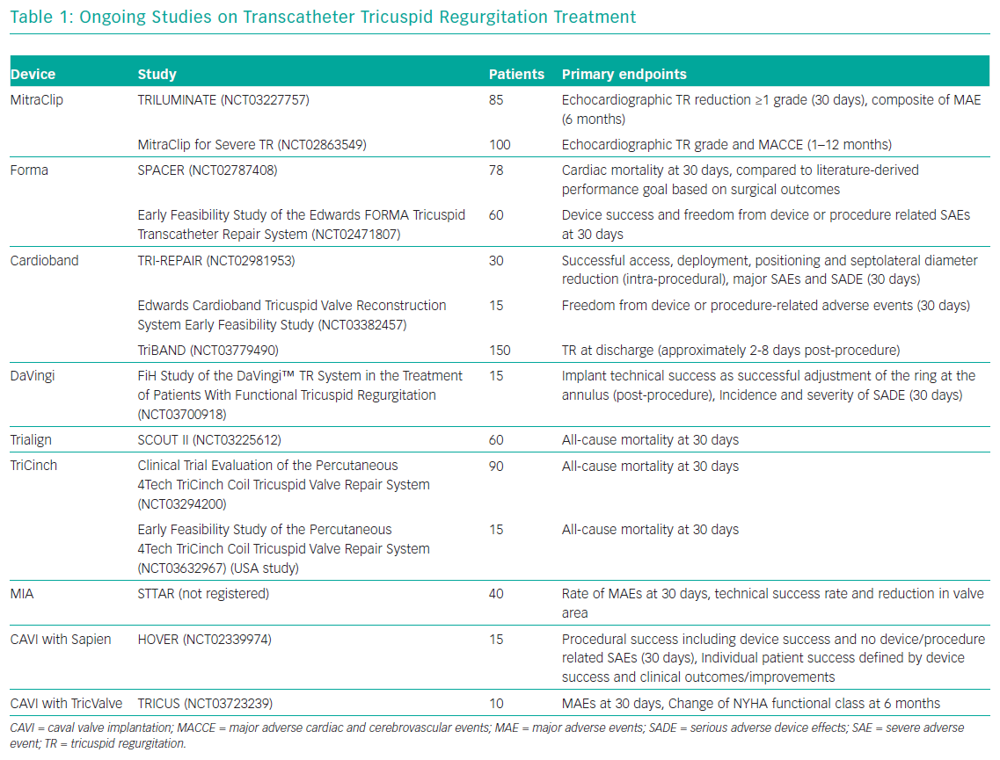 Table 1: Ongoing Studies on Transcatheter Tricuspid Regurgitation Treatment
Device Study Patients Primary endpoints
MitraClip TRILUMINATE (NCT03227757) 85 Echocardiographic TR reduction ≥1 grade (30 days), composite of MAE
(6 months)
MitraClip for Severe TR (NCT02863549) 100 Echocardiographic TR grade and MACCE (1–12 months)
Forma SPACER (NCT02787408) 78 Cardiac mortality at 30 days, compared to literature-derived
performance goal based on surgical outcomes
Early Feasibility Study of the Edwards FORMA Tricuspid 60 Device success and freedom from device or procedure related SAEs
Transcatheter Repair System (NCT02471807) at 30 days
Cardioband TRI-REPAIR (NCT02981953) 30 Successful access, deployment, positioning and septolateral diameter
reduction (intra-procedural), major SAEs and SADE (30 days)
Edwards Cardioband Tricuspid Valve Reconstruction 15 Freedom from device or procedure-related adverse events (30 days)
System Early Feasibility Study (NCT03382457)
TriBAND (NCT03779490) 150 TR at discharge (approximately 2-8 days post-procedure)
DaVingi FiH Study of the DaVingi™ TR System in the Treatment 15 Implant technical success as successful adjustment of the ring at the
of Patients With Functional Tricuspid Regurgitation annulus (post-procedure), Incidence and severity of SADE (30 days)
(NCT03700918)
Trialign SCOUT II (NCT03225612) 60 All-cause mortality at 30 days
TriCinch Clinical Trial Evaluation of the Percutaneous 90 All-cause mortality at 30 days
4Tech TriCinch Coil Tricuspid Valve Repair System
(NCT03294200)
Early Feasibility Study of the Percutaneous 15 All-cause mortality at 30 days
4Tech TriCinch Coil Tricuspid Valve Repair System
(NCT03632967) (USA study)
MIA STTAR (not registered) 40 Rate of MAEs at 30 days, technical success rate and reduction in valve
area
CAVI with Sapien HOVER (NCT02339974) 15 Procedural success including device success and no device/procedure
related SAEs (30 days), Individual patient success defined by device
success and clinical outcomes/improvements
CAVI with TricValve TRICUS (NCT03723239) 10 MAEs at 30 days, Change of NYHA functional class at 6 months
CAVI = caval valve implantation; MACCE = major adverse cardiac and cerebrovascular events; MAE = major adverse events; SADE = serious adverse device effects; SAE = severe adverse
event; TR = tricuspid regurgitation.